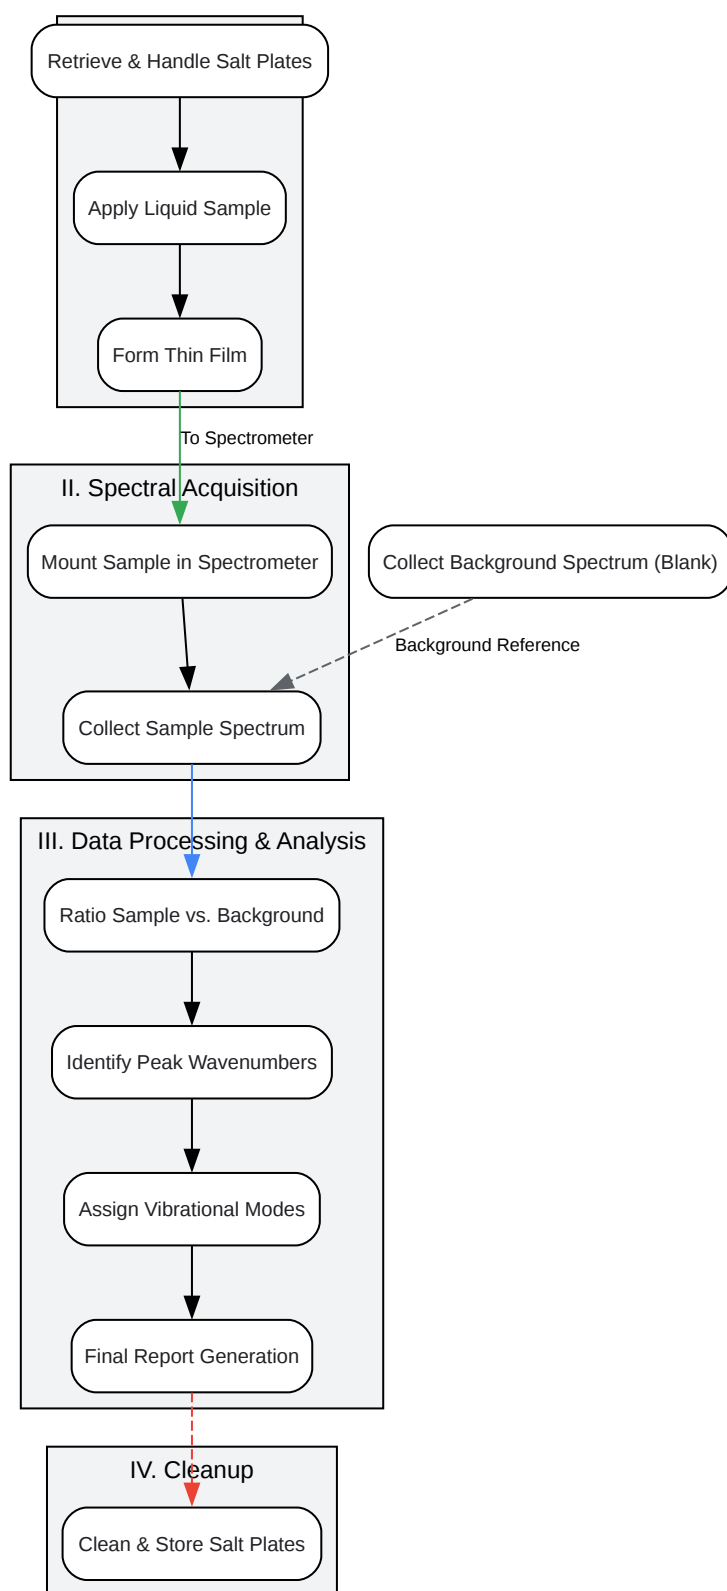 Retrieve & Handle Salt Plates
Apply Liquid Sample
Form Thin Film
To Spectrometer
II. Spectral Acquisition
Mount Sample in Spectrometer
Collect Background Spectrum (Blank)
Background Reference
Collect Sample Spectrum
III. Data Processing & Analysis
Ratio Sample vs. Background
Identify Peak Wavenumbers
Assign Vibrational Modes
Final Report Generation
IV. Cleanup
Clean & Store Salt Plates